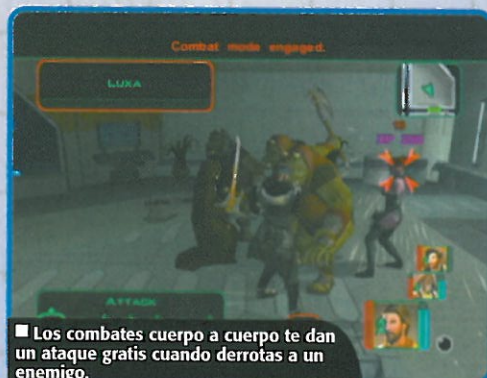 Combat mode engaged.
LUXA
ATTACK
■ Los combates cuerpo a cuerpo te dan
un ataque gratis cuando derrotas a un
enemigo.